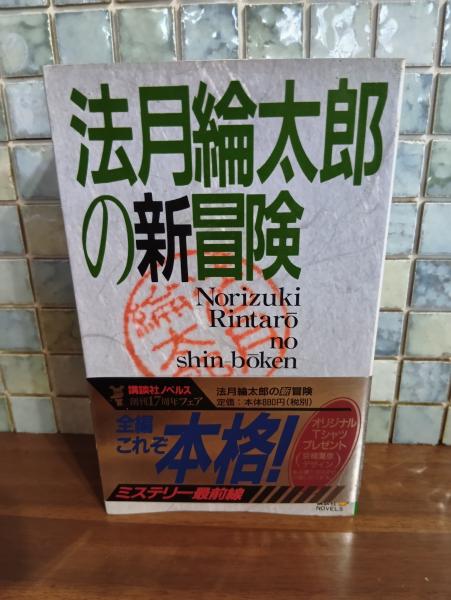 法月綸太郎
の新冒険
Norizuki
Rintarō
no
shin-bōken
講談社ノベルス
創刊17周年フェア
法月綸太郎の新冒険
定価:本体880円(税別)
全編
これぞ
本格!
ミステリー最前線
オリジナル
Tシャツ
プレゼント
デザイン
NOVELS